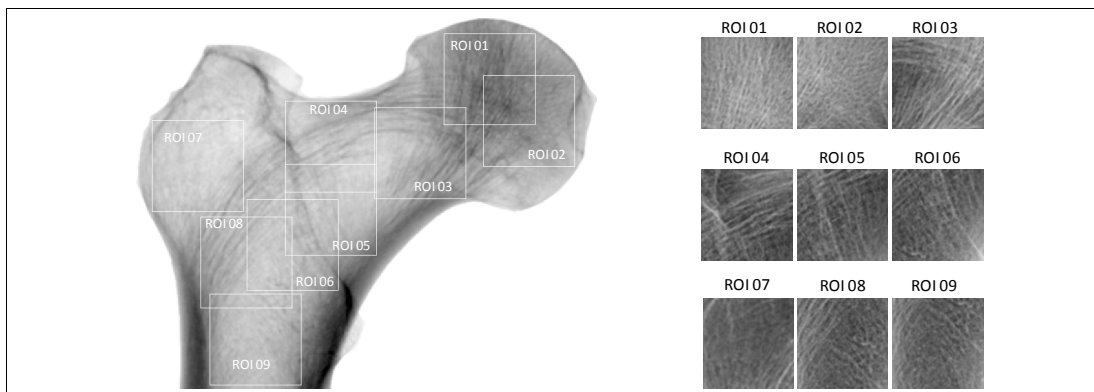 ROI 01
ROI 04
ROI 07
ROI 02
ROI 03
ROI 08
ROI 05
ROI 06
ROI 09
ROI 01 ROI 02 ROI 03
ROI 04 ROI 05 ROI 06
ROI 07 ROI 08 ROI 09